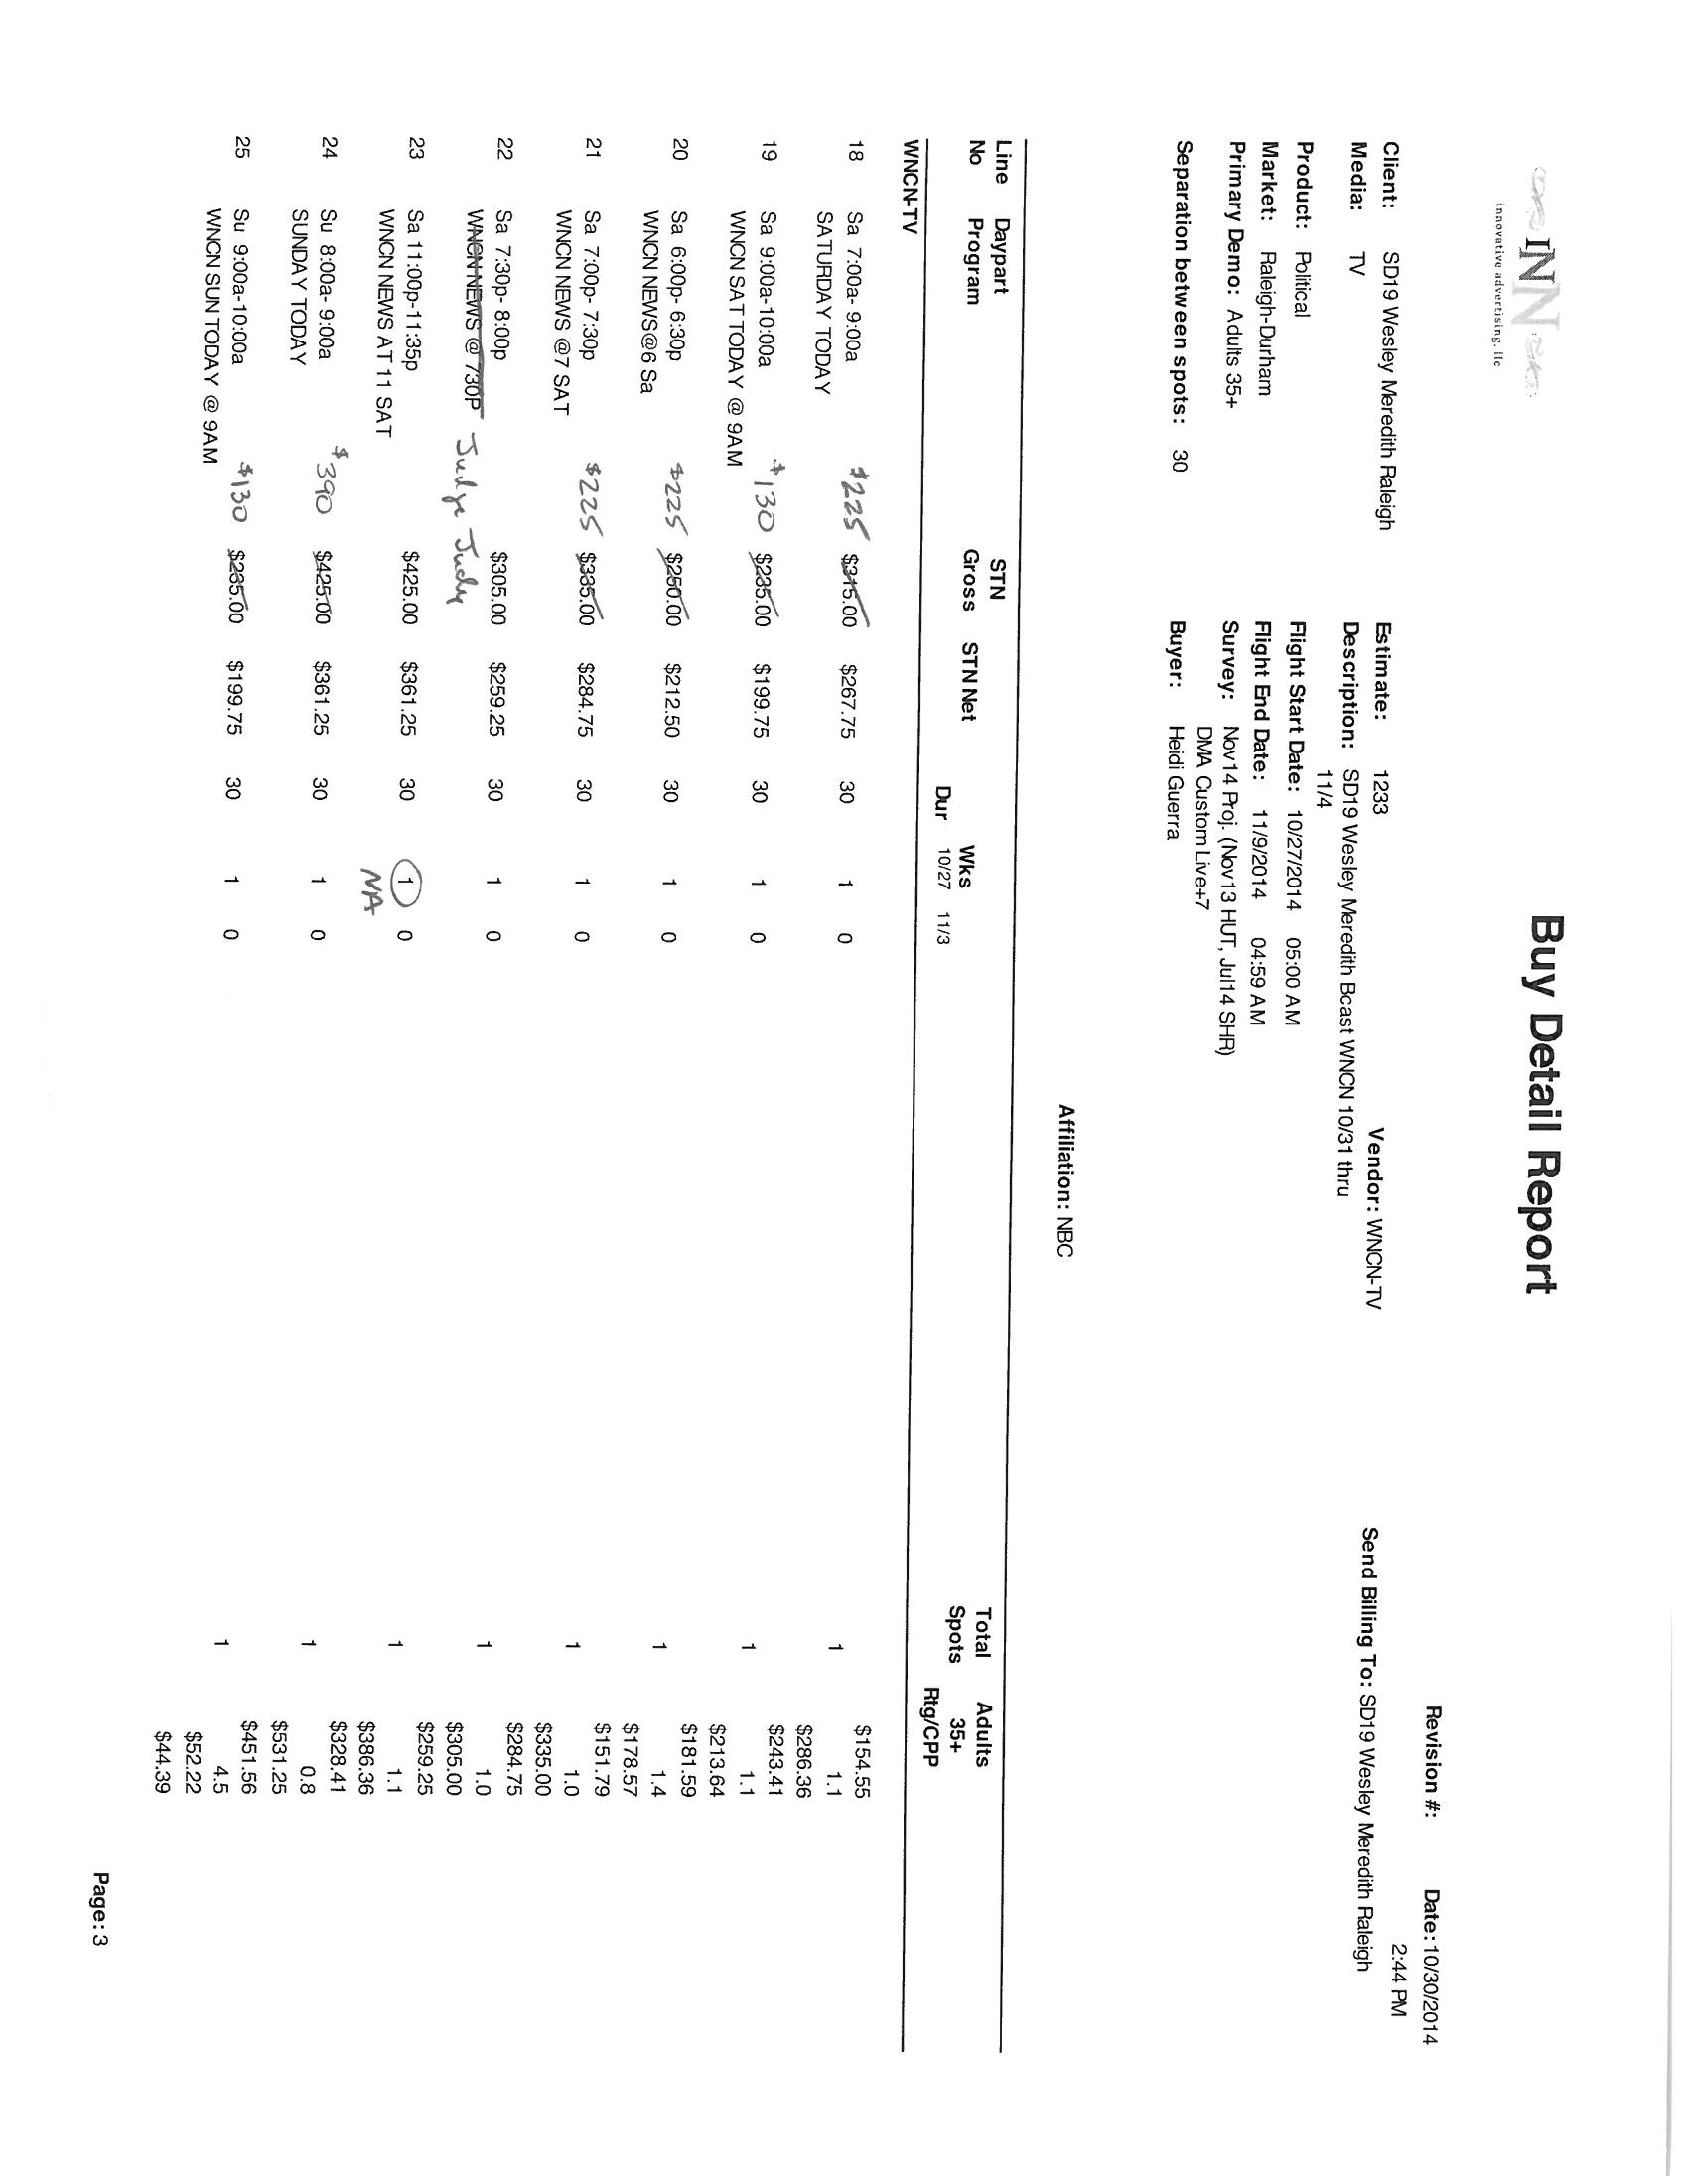 INN
innovative advertising, llc
Buy Detail Report
Revision #: Date: 10/30/2014
2:44 PM
Client: SD19 Wesley Meredith Raleigh Estimate: 1233 Vendor: WNCN-TV Send Billing To: SD19 Wesley Meredith Raleigh
Media: TV Description: SD19 Wesley Meredith Bcast WNCN 10/31 thru
11/4
Product: Political Flight Start Date: 10/27/2014 05:00 AM
Market: Raleigh-Durham Flight End Date: 11/9/2014 04:59 AM
Primary Demo: Adults 35+ Survey: Nov14 Proj. (Nov13 HUT, Jul14 SHR)
DMA Custom Live+7
Separation between spots: 30 Buyer: Heidi Guerra
Affiliation: NBC
Line Daypart STN Wks Total Adults
No Program Gross STN Net Dur 10/27 11/3 Spots 35+
Rtg/CPP
WNCN-TV
$154.55
18 Sa 7:00a- 9:00a $225 $315.00 $267.75 30 1 0 1 1.1
SATURDAY TODAY
$286.36
$243.41
19 Sa 9:00a-10:00a $130 $235.00 $199.75 30 1 0 1 1.1
WNCN SAT TODAY @ 9AM
$213.64
$181.59
20 Sa 6:00p- 6:30p $225 $250.00 $212.50 30 1 0 1 1.4
WNCN NEWS@6 Sa
$178.57
$151.79
21 Sa 7:00p- 7:30p $225 $335.00 $284.75 30 1 0 1 1.0
WNCN NEWS @7 SAT
$335.00
$284.75
22 Sa 7:30p- 8:00p $305.00 $259.25 30 1 0 1 1.0
WNCN NEWS @ 730P Judge Judy
$305.00
$259.25
23 Sa 11:00p-11:35p $425.00 $361.25 30 1 0 1 1.1
WNCN NEWS AT 11 SAT NA
$386.36
$328.41
24 Su 8:00a- 9:00a $390 $425.00 $361.25 30 1 0 1 0.8
SUNDAY TODAY
$531.25
$451.56
25 Su 9:00a-10:00a $130 $235.00 $199.75 30 1 0 1 4.5
WNCN SUN TODAY @ 9AM
$52.22
$44.39
Page: 3